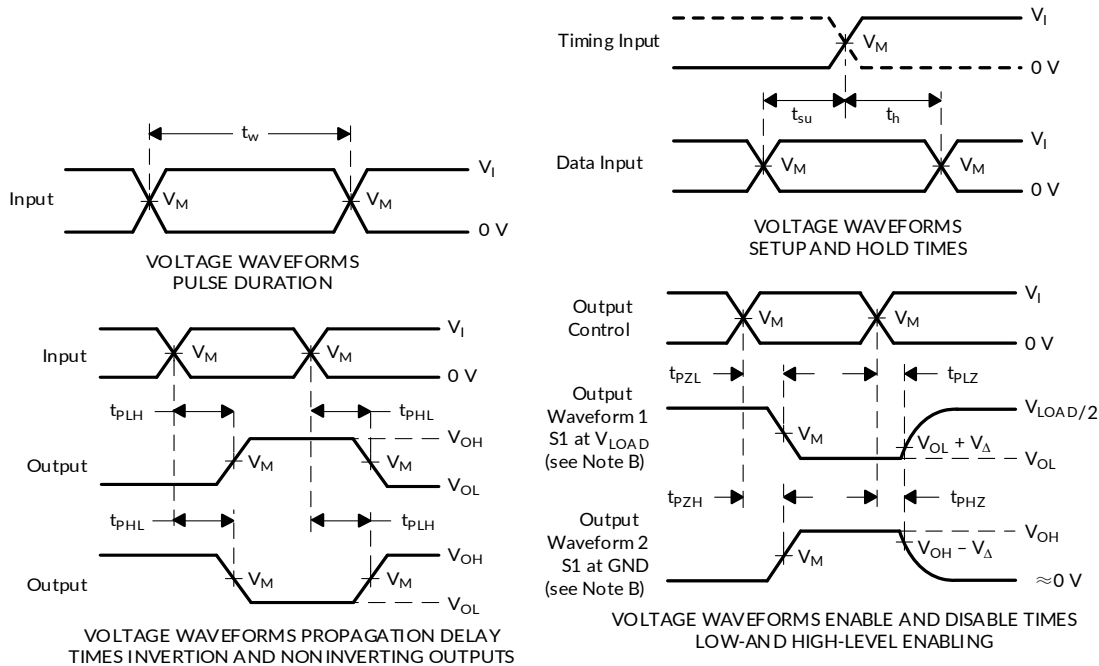 t_w
Input
V_I
V_M
V_M
0 V
VOLTAGE WAVEFORMS
PULSE DURATION
Timing Input
V_I
V_M
0 V
t_su
t_h
Data Input
V_I
V_M
V_M
0 V
VOLTAGE WAVEFORMS
SETUP AND HOLD TIMES
Input
V_I
V_M
V_M
0 V
t_PLH
t_PHL
Output
V_OH
V_M
V_M
V_OL
t_PHL
t_PLH
Output
V_OH
V_M
V_M
V_OL
VOLTAGE WAVEFORMS PROPAGATION DELAY
TIMES INVERTION AND NONINVERTING OUTPUTS
Output
Control
V_I
V_M
V_M
0 V
t_PZL
t_PLZ
Output
Waveform 1
S1 at V_LOAD
(see Note B)
V_LOAD/2
V_M
V_OL + V_Δ
V_OL
t_PZH
t_PHZ
Output
Waveform 2
S1 at GND
(see Note B)
V_OH
V_M
V_OH – V_Δ
≈0 V
VOLTAGE WAVEFORMS ENABLE AND DISABLE TIMES
LOW-AND HIGH-LEVEL ENABLING